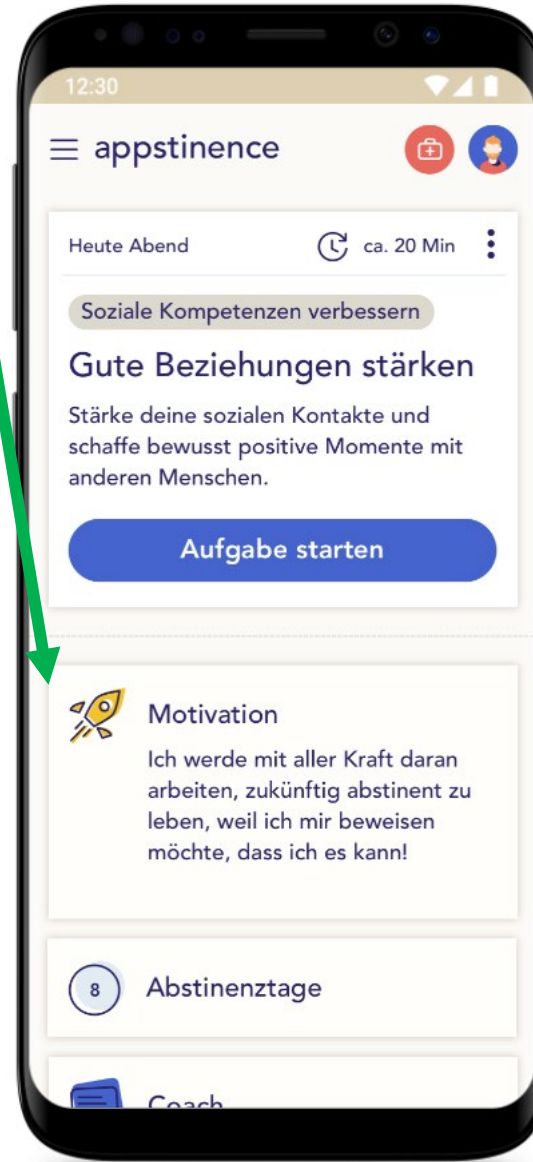 12:30
appstinence
Heute Abend
ca. 20 Min
Soziale Kompetenzen verbessern
Gute Beziehungen stärken
Stärke deine sozialen Kontakte und
schaffe bewusst positive Momente mit
anderen Menschen.
Aufgabe starten
Motivation
Ich werde mit aller Kraft daran
arbeiten, zukünftig abstinent zu
leben, weil ich mir beweisen
möchte, dass ich es kann!
8
Abstinenztage
Coach